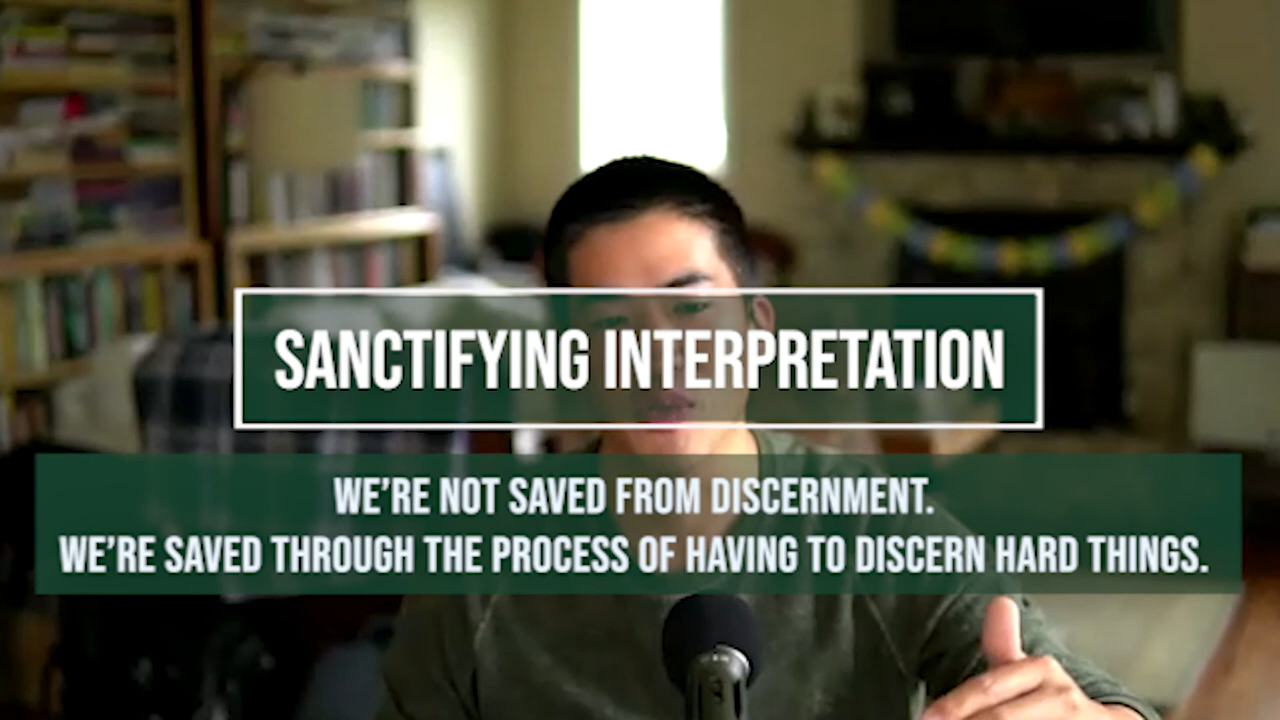 SANCTIFYING INTERPRETATION
WE'RE NOT SAVED FROM DISCERNMENT.
WE'RE SAVED THROUGH THE PROCESS OF HAVING TO DISCERN HARD THINGS.